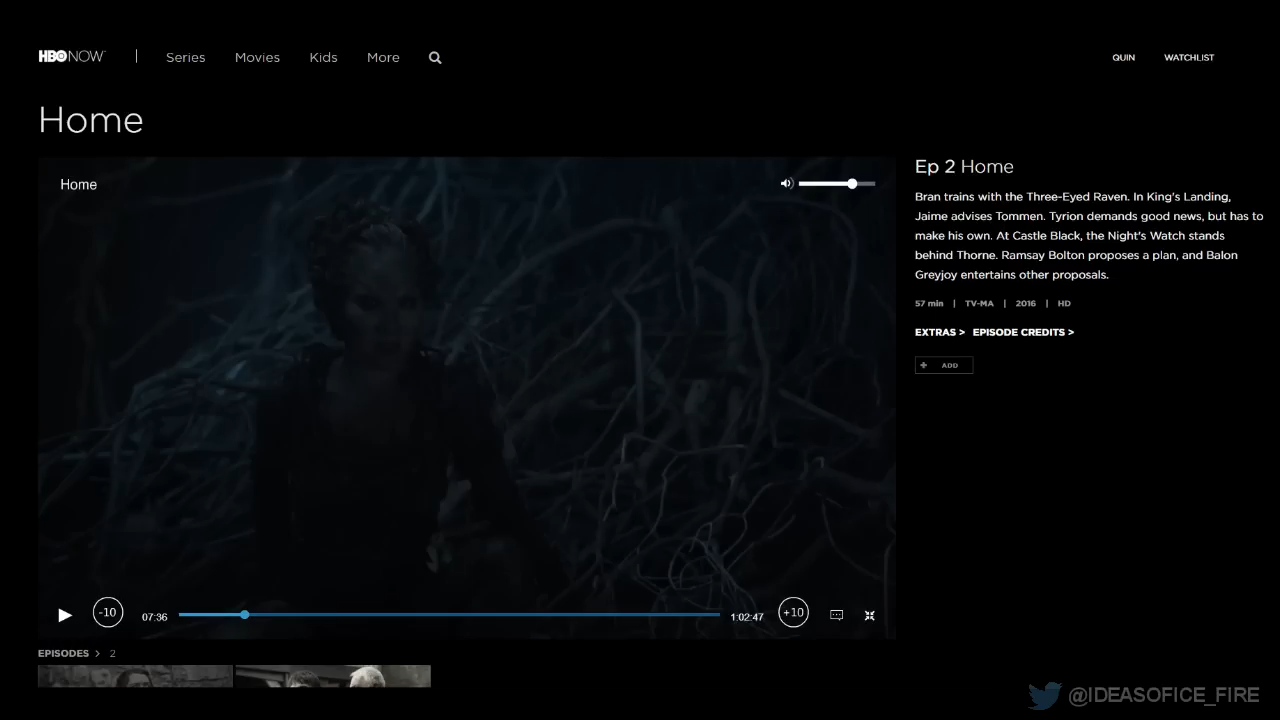 HBO NOW
Series
Movies
Kids
More
QUIN
WATCHLIST
Home
Home
Ep 2 Home
Bran trains with the Three-Eyed Raven. In King's Landing,
Jaime advises Tommen. Tyrion demands good news, but has to
make his own. At Castle Black, the Night's Watch stands
behind Thorne. Ramsay Bolton proposes a plan, and Balon
Greyjoy entertains other proposals.
57 min | TV-MA | 2016 | HD
EXTRAS > EPISODE CREDITS >
+ ADD
-10
07:36
1:02:47
+10
EPISODES > 2
@IDEASOFICE_FIRE